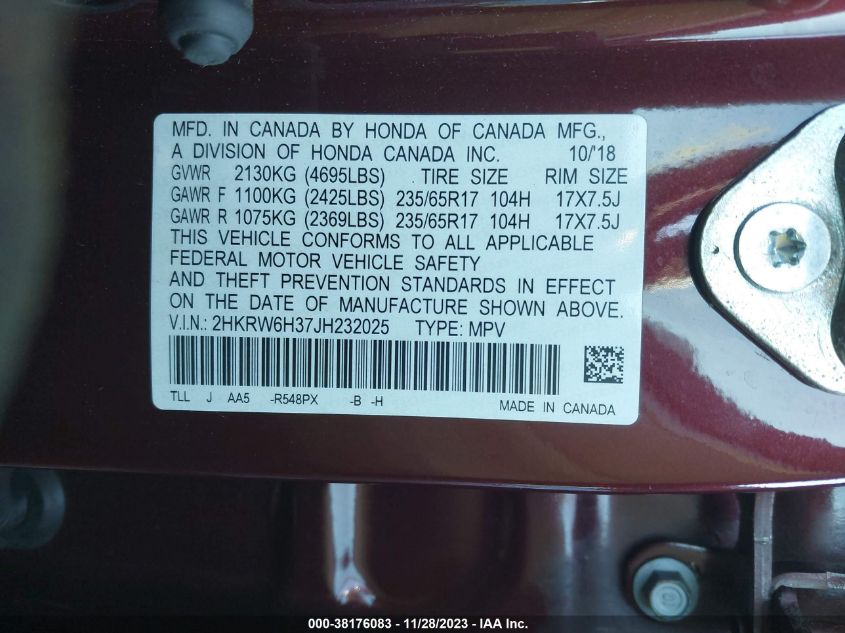 MFD. IN CANADA BY HONDA OF CANADA MFG.,
A DIVISION OF HONDA CANADA INC. 10/'18
GVWR 2130KG (4695LBS) TIRE SIZE RIM SIZE
GAWR F 1100KG (2425LBS) 235/65R17 104H 17X7.5J
GAWR R 1075KG (2369LBS) 235/65R17 104H 17X7.5J
THIS VEHICLE CONFORMS TO ALL APPLICABLE
FEDERAL MOTOR VEHICLE SAFETY
AND THEFT PREVENTION STANDARDS IN EFFECT
ON THE DATE OF MANUFACTURE SHOWN ABOVE.
V.I.N.: 2HKRW6H37JH232025 TYPE: MPV
TLL J AA5 -R548PX -B -H MADE IN CANADA
000-38176083 - 11/28/2023 - IAA Inc.